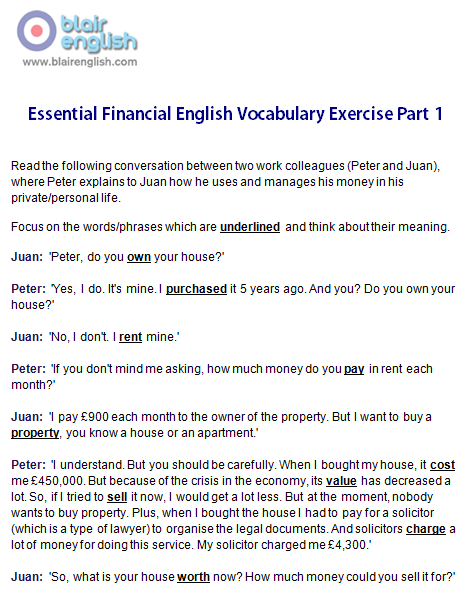 blair
english
www.blairenglish.com
Essential Financial English Vocabulary Exercise Part 1
Read the following conversation between two work colleagues (Peter and Juan),
where Peter explains to Juan how he uses and manages his money in his
private/personal life.
Focus on the words/phrases which are underlined and think about their meaning.
Juan: 'Peter, do you own your house?'
Peter: 'Yes, I do. It's mine. I purchased it 5 years ago. And you? Do you own your
house?'
Juan: 'No, I don't. I rent mine.'
Peter: 'If you don't mind me asking, how much money do you pay in rent each
month?'
Juan: 'I pay £900 each month to the owner of the property. But I want to buy a
property, you know a house or an apartment.'
Peter: 'I understand. But you should be carefully. When I bought my house, it cost
me £450,000. But because of the crisis in the economy, its value has decreased a
lot. So, if I tried to sell it now, I would get a lot less. But at the moment, nobody
wants to buy property. Plus, when I bought the house I had to pay for a solicitor
(which is a type of lawyer) to organise the legal documents. And solicitors charge a
lot of money for doing this service. My solicitor charged me £4,300.'
Juan: 'So, what is your house worth now? How much money could you sell it for?'